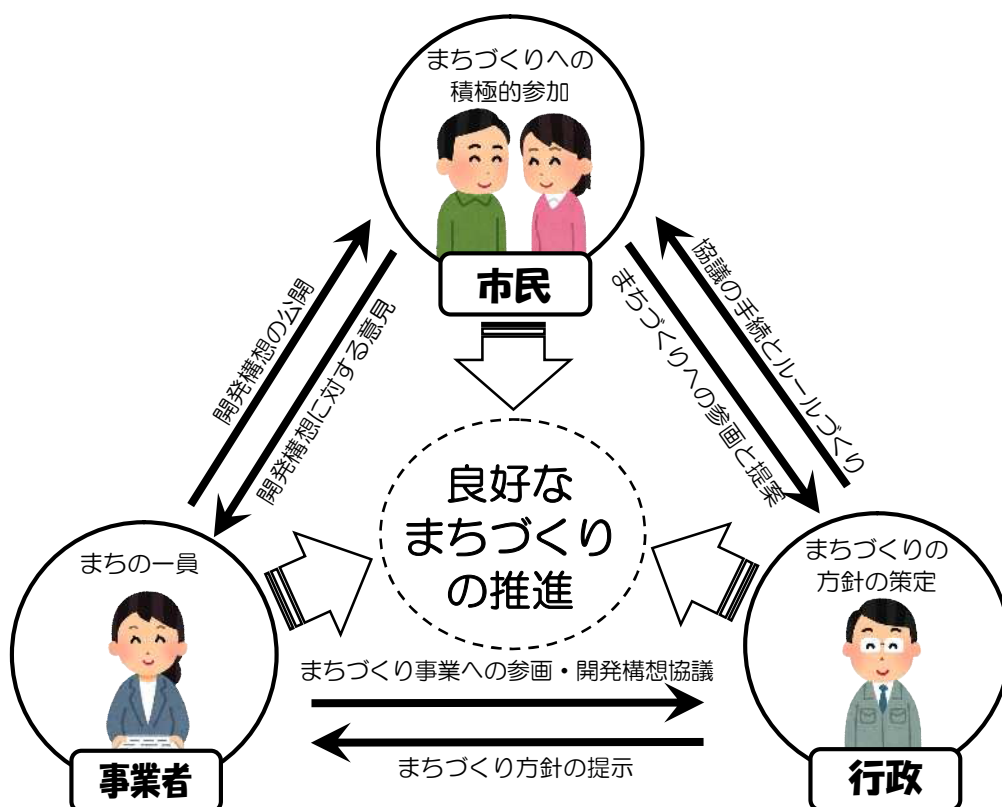 まちづくりへの
積極的参加
市民
開発構想の公開
開発構想に対する意見
協議の手続とルールづくり
まちづくりへの参画と提案
良好な
まちづくり
の推進
まちの一員
事業者
まちづくりの
方針の策定
行政
まちづくり事業への参画・開発構想協議
まちづくり方針の提示